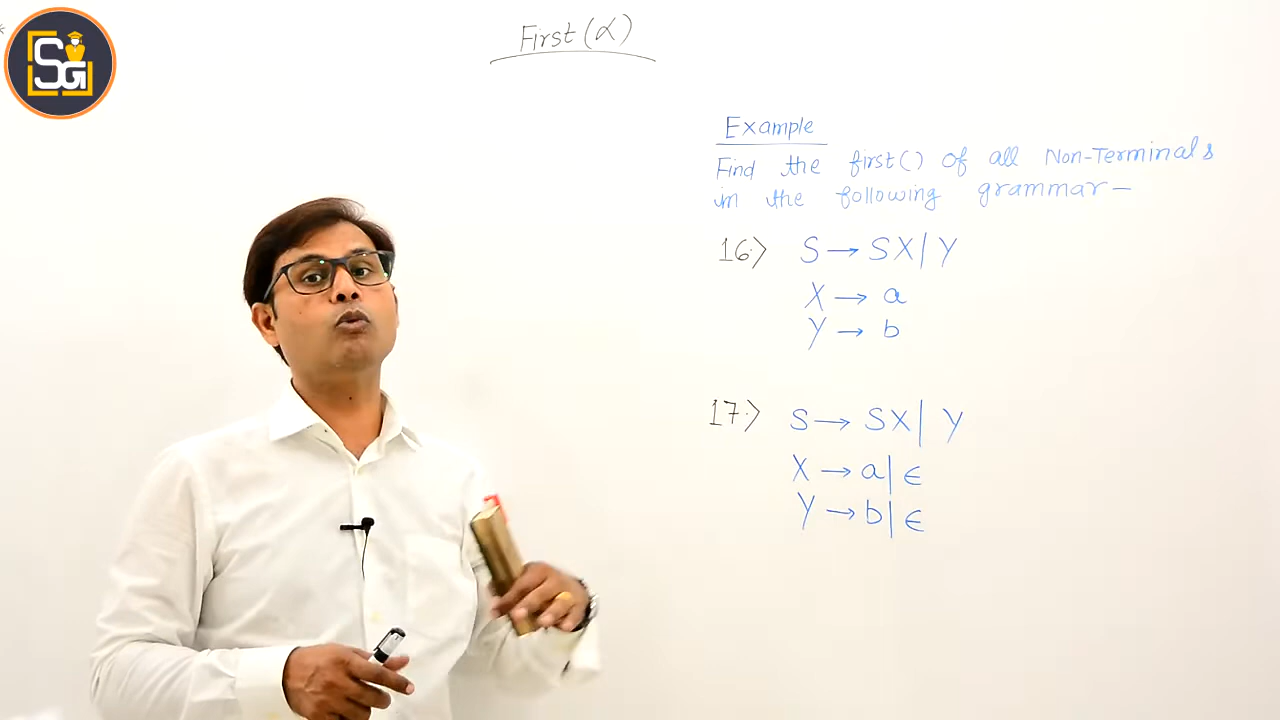 SG
First(α)
Example
Find the first() of all Non-Terminals
in the following grammar-
16:> S → SX | Y
X → a
Y → b
17:> S → SX | Y
X → a | ϵ
Y → b | ϵ